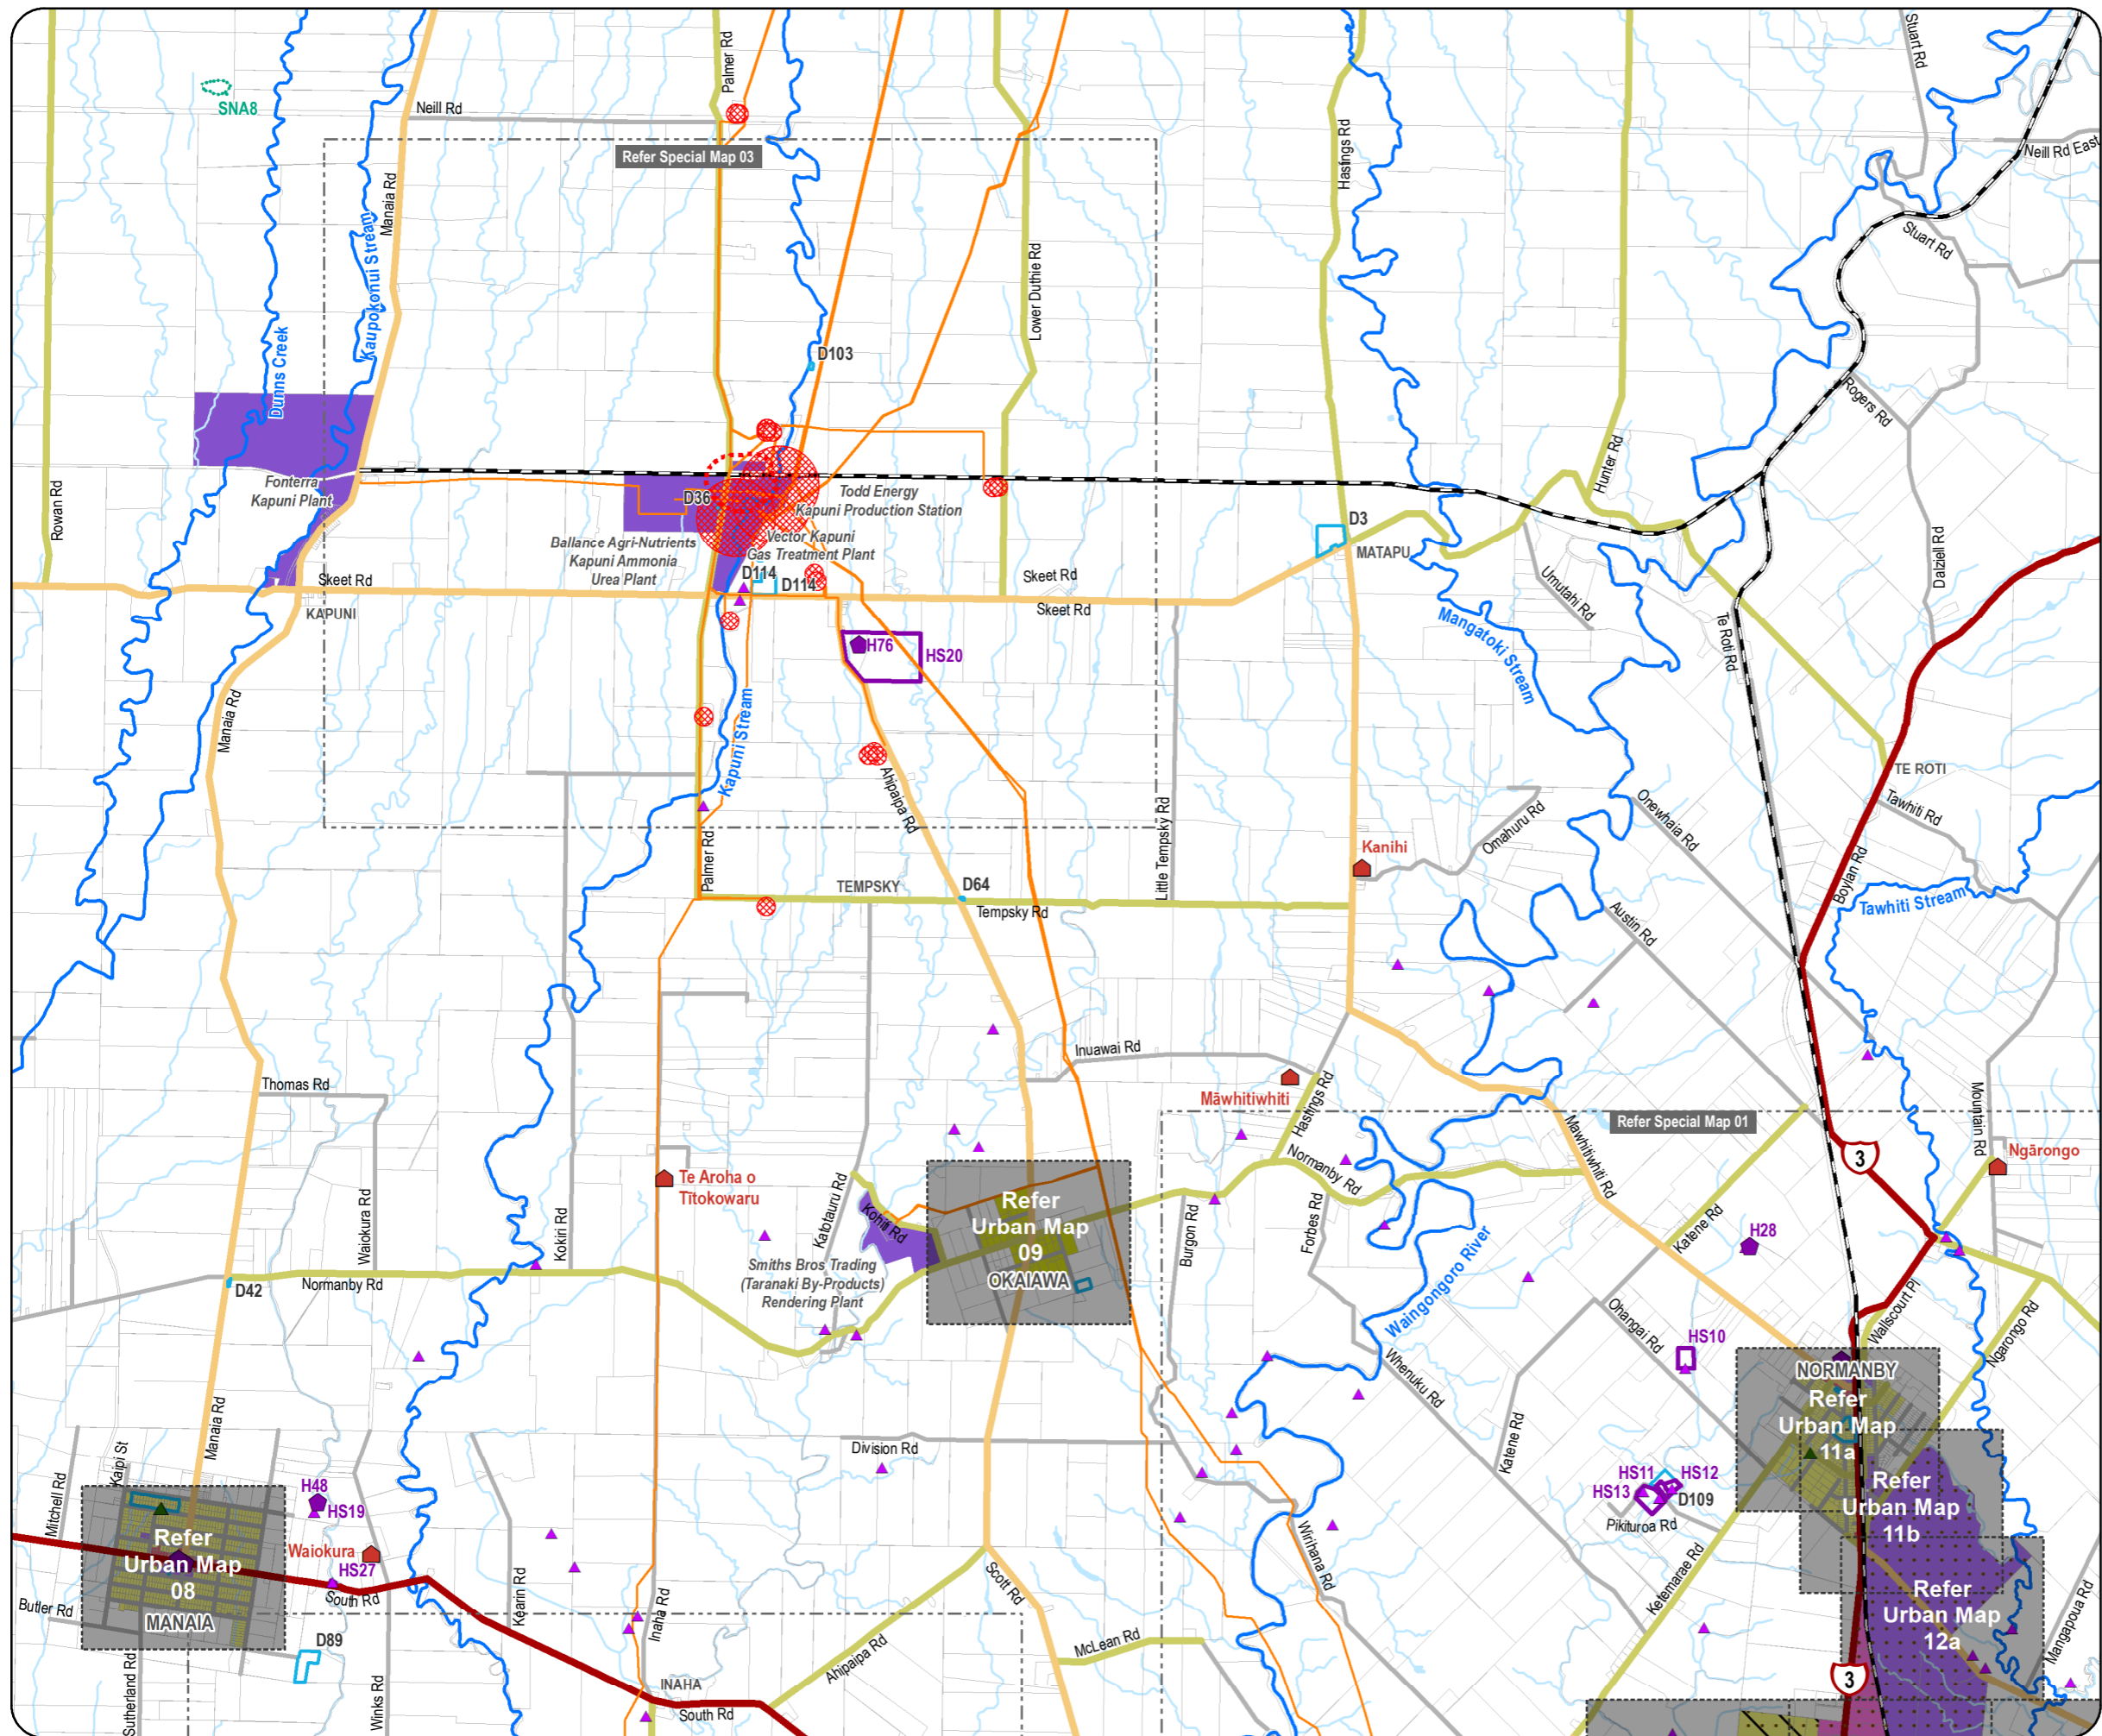 Stuart Rd
Palmer Rd
SNA8
Neill Rd
Neill Rd East
Hastings Rd
Refer Special Map 03
Manaia Rd
Kaupokonui Stream
Stuart Rd
Lower Duthie Rd
Dunns Creek
D103
Rogers Rd
Hunter Rd
Rowan Rd
Fonterra
Kapuni Plant
D36
Todd Energy
Kapuni Production Station
D3
MATAPU
Ballance Agri-Nutrients
Kapuni Ammonia
Urea Plant
Vector Kapuni
Gas Treatment Plant
D114
D114
Skeet Rd
Skeet Rd
Skeet Rd
KAPUNI
Umutahi Rd
Dalziell Rd
Te Roti Rd
Mangatoki Stream
H76
HS20
Manaia Rd
Kapuni Stream
TE ROTI
Ahipaipa Rd
Tawhiti Rd
Onewhaia Rd
Omahuru Rd
Little Tempsky Rd
Palmer Rd
Kanihi
Boylan Rd
TEMPSKY
D64
Tempsky Rd
Tawhiti Stream
Austin Rd
Inuawai Rd
Thomas Rd
Māwhitiwhiti
Hastings Rd
Refer Special Map 01
Mawhitiwhiti Rd
Mountain Rd
3
Ngārongo
Normanby Rd
Te Aroha o
Tītokowaru
Katotauru Rd
Kohiti Rd
Refer
Urban Map
09
OKAIAWA
Waiokura Rd
Kokiri Rd
Burgon Rd
Forbes Rd
Katene Rd
H28
Waingongoro River
D42
Normanby Rd
Smiths Bros Trading
(Taranaki By-Products)
Rendering Plant
Wallscourt Pl
Ngarongo Rd
Ohangai Rd
HS10
Whenuku Rd
NORMANBY
Refer
Urban Map
11a
Manaia Rd
Kaipi St
Mitchell Rd
Division Rd
Katene Rd
HS11
HS12
HS13
D109
Pikituroa Rd
Refer
Urban Map
11b
H48
HS19
Refer
Urban Map
08
MANAIA
Waiokura
HS27
South Rd
Wirihana Rd
Ketemarae Rd
Kearin Rd
Scott Rd
Inaha Rd
Butler Rd
Refer
Urban Map
12a
Mangapoua Rd
D89
Ahipaipa Rd
McLean Rd
Sutherland Rd
Winks Rd
INAHA
South Rd
3